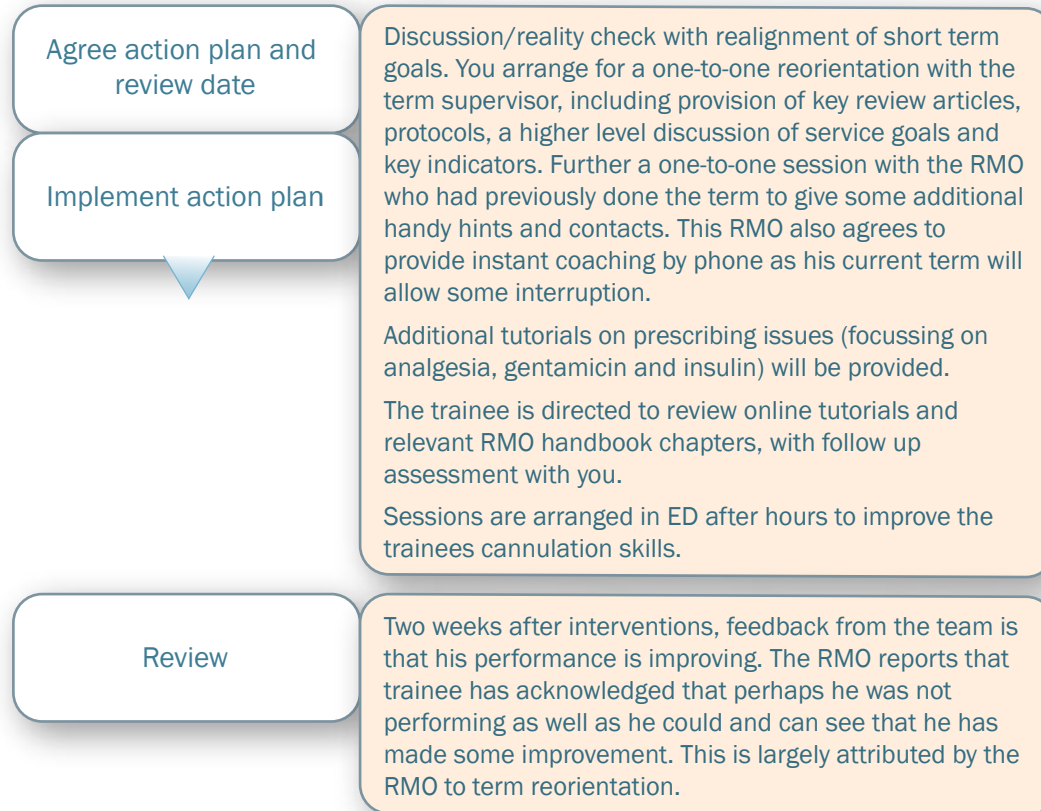 Agree action plan and
review date
Implement action plan
Discussion/reality check with realignment of short term
goals. You arrange for a one-to-one reorientation with the
term supervisor, including provision of key review articles,
protocols, a higher level discussion of service goals and
key indicators. Further a one-to-one session with the RMO
who had previously done the term to give some additional
handy hints and contacts. This RMO also agrees to
provide instant coaching by phone as his current term will
allow some interruption.
Additional tutorials on prescribing issues (focussing on
analgesia, gentamicin and insulin) will be provided.
The trainee is directed to review online tutorials and
relevant RMO handbook chapters, with follow up
assessment with you.
Sessions are arranged in ED after hours to improve the
trainees cannulation skills.
Review
Two weeks after interventions, feedback from the team is
that his performance is improving. The RMO reports that
trainee has acknowledged that perhaps he was not
performing as well as he could and can see that he has
made some improvement. This is largely attributed by the
RMO to term reorientation.